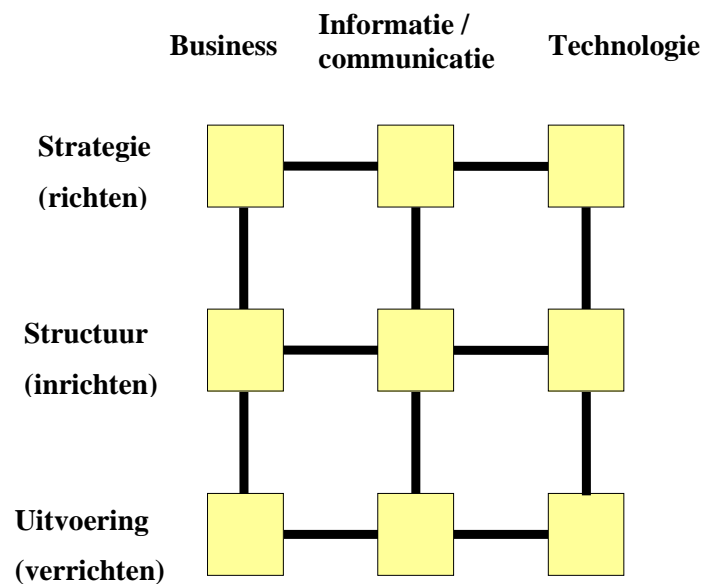 Business
Informatie /
communicatie
Technologie
Strategie
(richten)
Structuur
(inrichten)
Uitvoering
(verrichten)